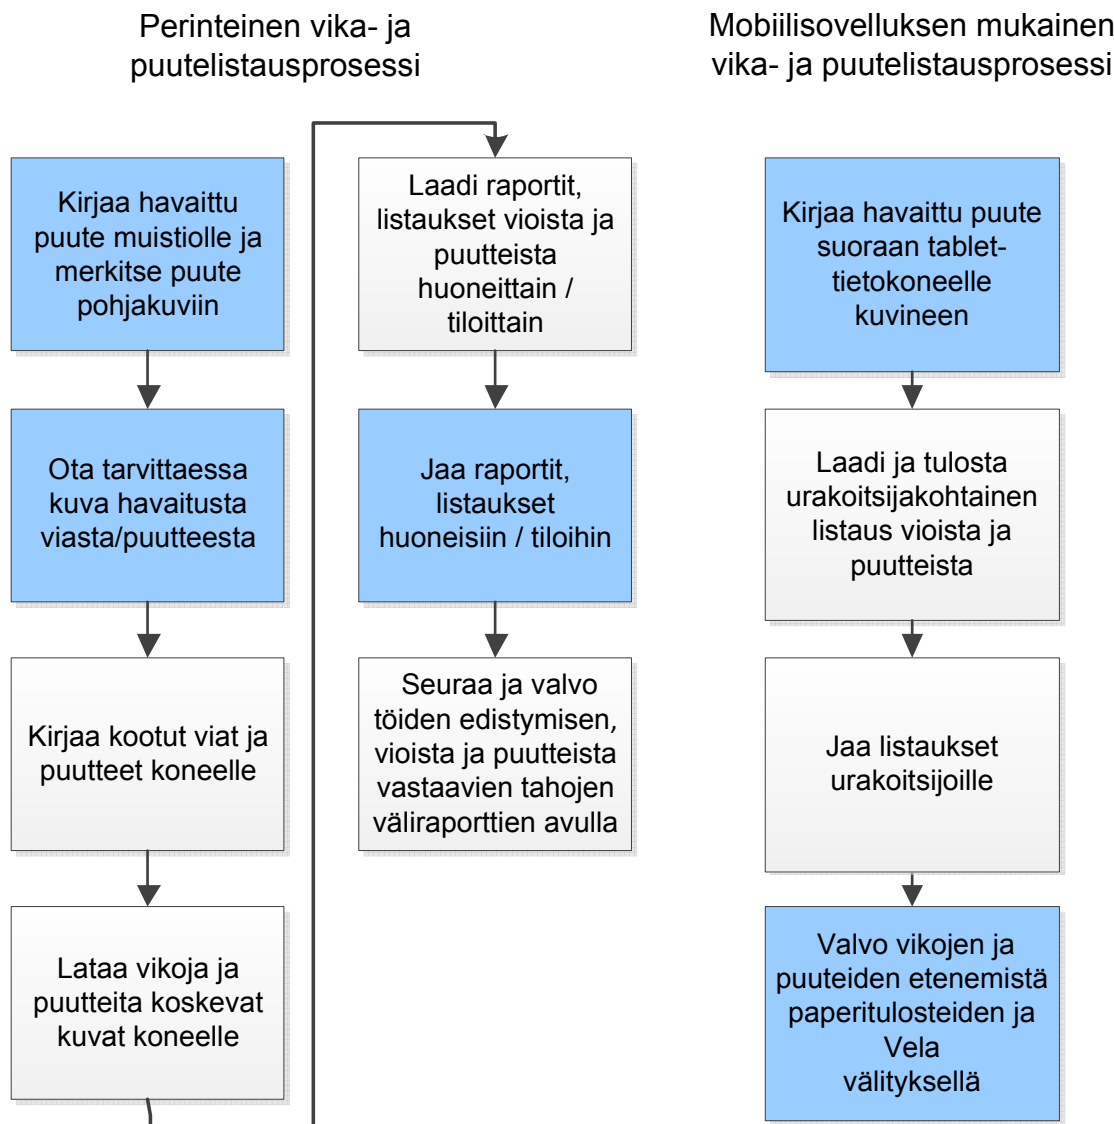 Perinteinen vika- ja
puutelistausprosessi
Kirjaa havaittu
puute muistiolle ja
merkitse puute
pohjakuviin
Ota tarvittaessa
kuva havaitusta
viasta/puutteesta
Kirjaa kootut viat ja
puutteet koneelle
Lataa vikoja ja
puutteita koskevat
kuvat koneelle
Laadi raportit,
listaukset vioista ja
puutteista
huoneittain /
tiloittain
Jaa raportit,
listaukset
huoneisiin / tiloihin
Seuraa ja valvo
töiden edistymisen,
vioista ja puutteista
vastaavien tahojen
väliraporttien avulla
Mobiilisovelluksen mukainen
vika- ja puutelistausprosessi
Kirjaa havaittu puute
suoraan tablet-
tietokoneelle
kuvineen
Laadi ja tulosta
urakoitsijakohtainen
listaus vioista ja
puutteista
Jaa listaukset
urakoitsijoille
Valvo vikojen ja
puuteiden etenemistä
paperitulosteiden ja
Vela
välityksellä